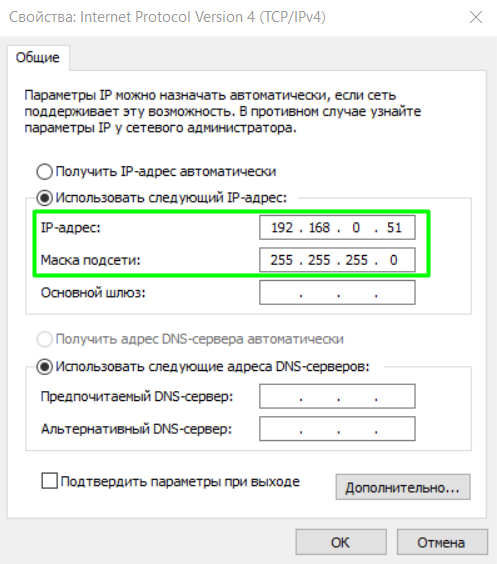 Свойства: Internet Protocol Version 4 (TCP/IPv4)
Общие
Параметры IP можно назначать автоматически, если сеть
поддерживает эту возможность. В противном случае узнайте
параметры IP у сетевого администратора.
Получить IP-адрес автоматически
Использовать следующий IP-адрес:
IP-адрес: 192 . 168 . 0 . 51
Маска подсети: 255 . 255 . 255 . 0
Основной шлюз: . . .
Получить адрес DNS-сервера автоматически
Использовать следующие адреса DNS-серверов:
Предпочитаемый DNS-сервер: . . .
Альтернативный DNS-сервер: . . .
Подтвердить параметры при выходе
Дополнительно...
ОК Отмена